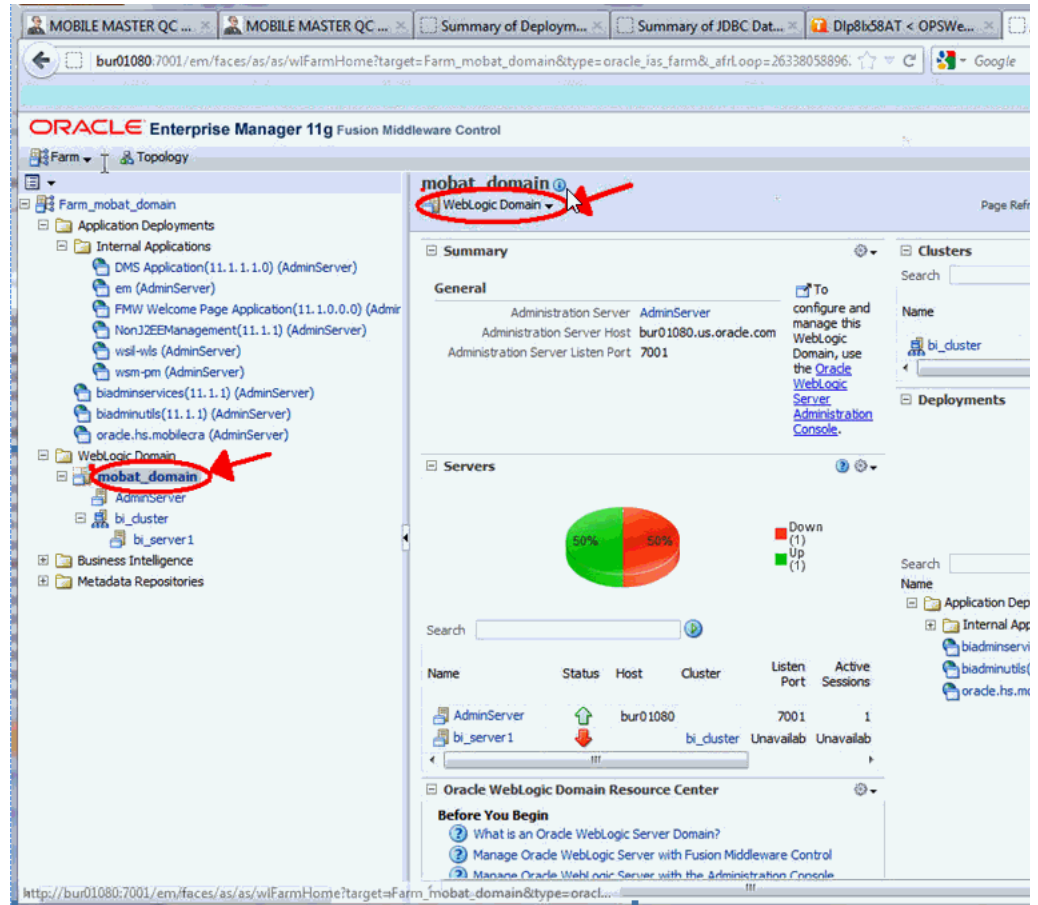 MOBILE MASTER QC ...
MOBILE MASTER QC ...
Summary of Deploym...
Summary of JDBC Dat...
Dlp8lx58AT < OPSWe...
bur01080:7001/em/faces/as/as/wlFarmHome?target=Farm_mobat_domain&type=oracle_ias_farm&_afrLoop=26338058896.
Google
ORACLE Enterprise Manager 11g Fusion Middleware Control
Farm
Topology
Farm_mobat_domain
Application Deployments
Internal Applications
DMS Application(11.1.1.1.0) (AdminServer)
em (AdminServer)
FMW Welcome Page Application(11.1.0.0.0) (Admir
NonJ2EEManagement(11.1.1) (AdminServer)
wsil-wls (AdminServer)
wsm-pm (AdminServer)
biadminservices(11.1.1) (AdminServer)
biadminutils(11.1.1) (AdminServer)
oracle.hs.mobilecra (AdminServer)
WebLogic Domain
mobat_domain
AdminServer
bi_cluster
bi_server1
Business Intelligence
Metadata Repositories
mobat_domain
WebLogic Domain
Page Refr
Summary
General
Administration Server AdminServer
Administration Server Host bur01080.us.oracle.com
Administration Server Listen Port 7001
To
configure and
manage this
WebLogic
Domain, use
the Oracle
WebLogic
Server
Administration
Console.
Servers
50%
50%
Down
(1)
Up
(1)
Search
Name Status Host Cluster Listen Port Active Sessions
AdminServer bur01080 7001 1
bi_server1 bi_cluster Unavailab Unavailab
Oracle WebLogic Domain Resource Center
Before You Begin
What is an Oracle WebLogic Server Domain?
Manage Oracle WebLogic Server with Fusion Middleware Control
Manage Oracle WebLogic Server with the Administration Console
Clusters
Search
Name
bi_cluster
Deployments
Search
Name
Application Dep
Internal App
biadminservi
biadminutils(
oracle.hs.mo
http://bur01080:7001/em/faces/as/as/wlFarmHome?target=Farm_mobat_domain&type=oracl...